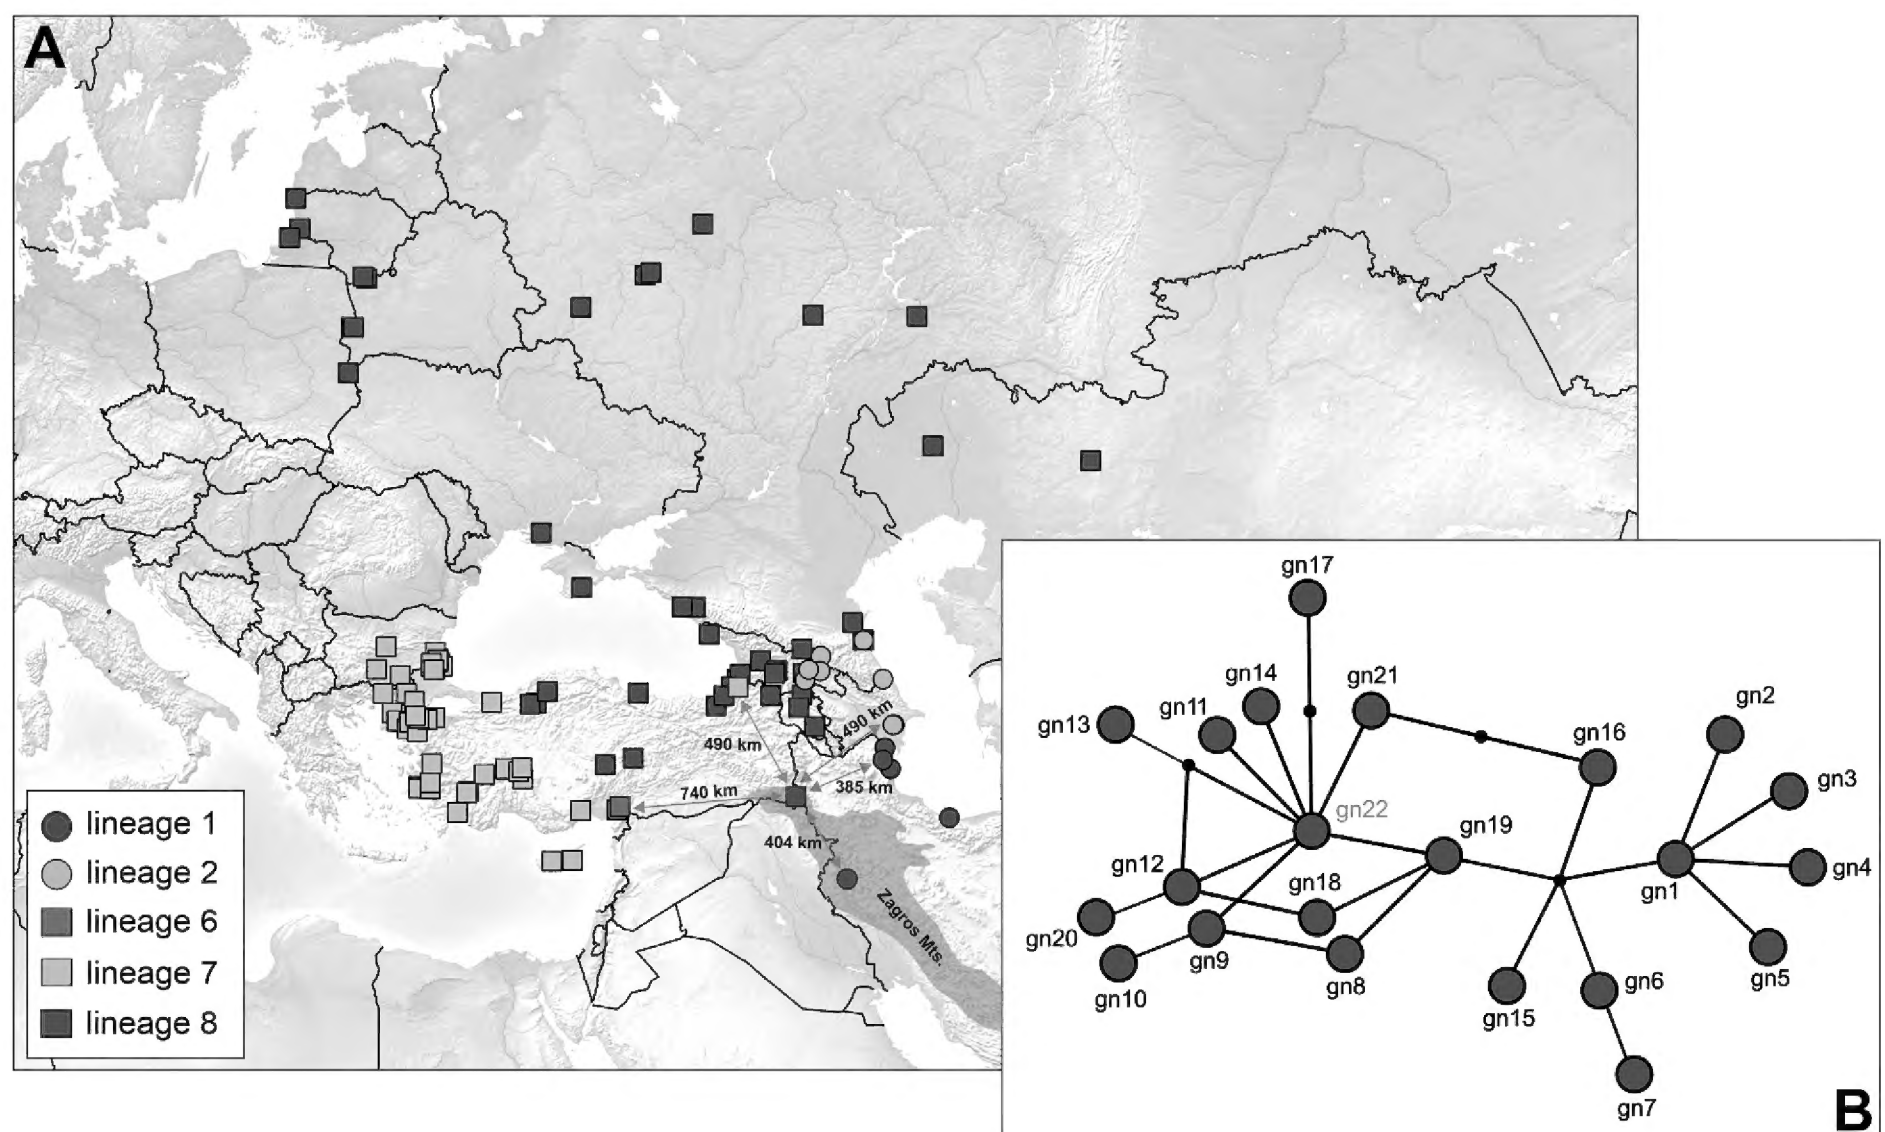 A
490 km
490 km
385 km
740 km
404 km
Zagros Mts.
lineage 1
lineage 2
lineage 6
lineage 7
lineage 8
gn17
gn14
gn21
gn13
gn11
gn16
gn2
gn3
gn22
gn19
gn12
gn18
gn1
gn4
gn20
gn9
gn10
gn8
gn6
gn5
gn15
gn7
B